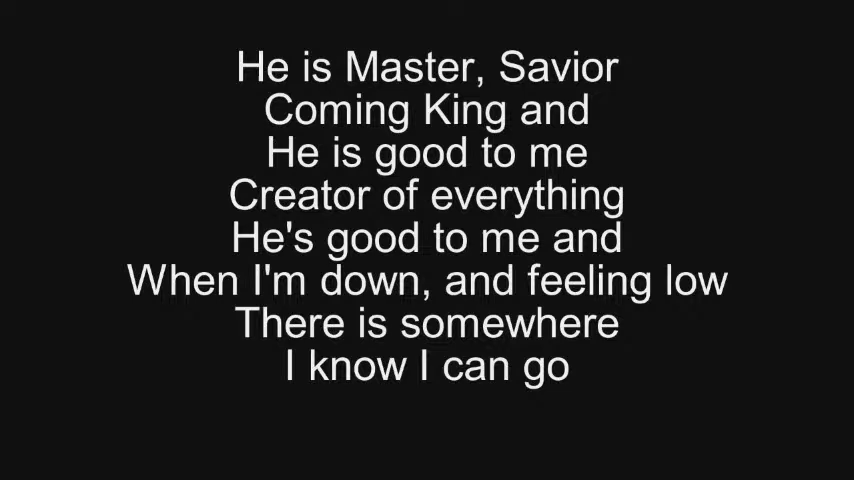 He is Master, Savior
Coming King and
He is good to me
Creator of everything
He's good to me and
When I'm down, and feeling low
There is somewhere
I know I can go